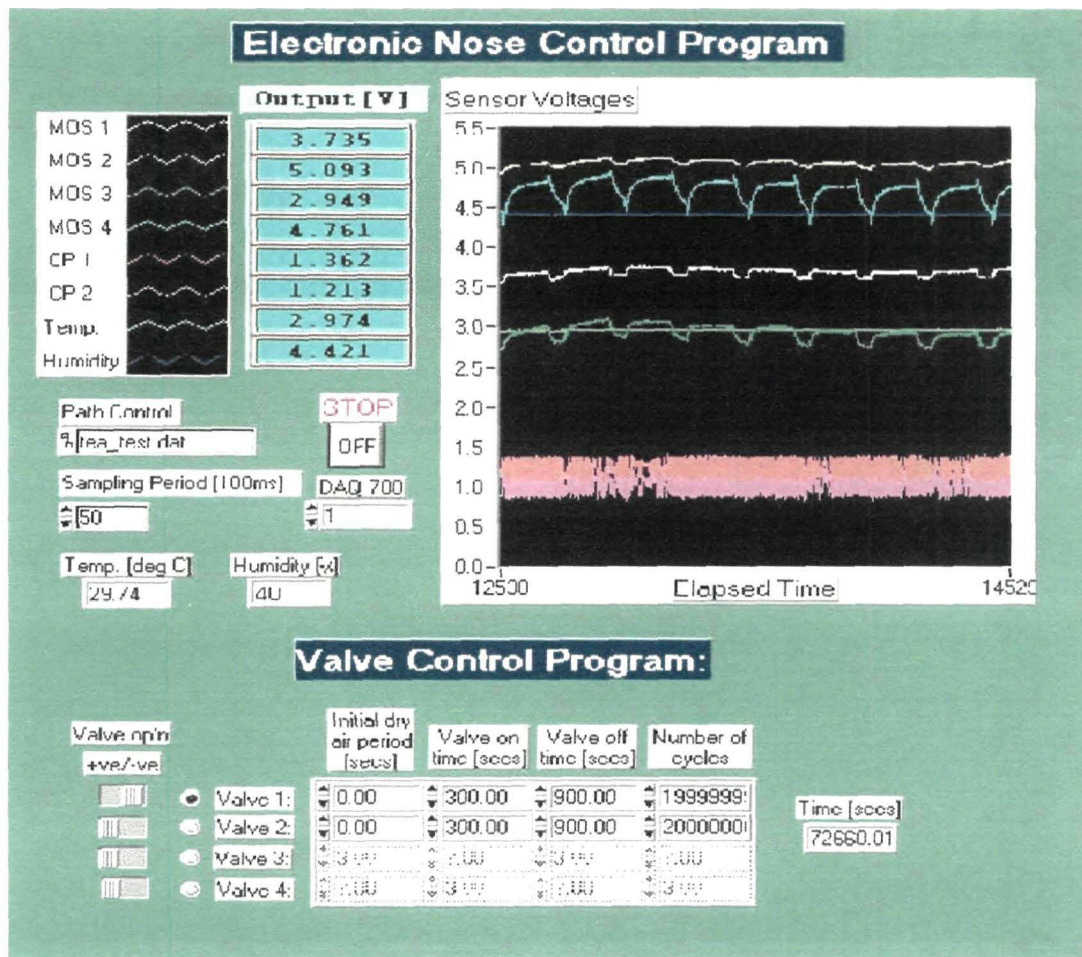 Electronic Nose Control Program
Output [V]
MOS 1
MOS 2
MOS 3
MOS 4
CP 1
CP 2
Temp.
Humidity
3.735
5.093
2.949
4.761
1.362
1.213
2.974
4.421
Sensor Voltages
5.5
5.0
4.5
4.0
3.5
3.0
2.5
2.0
1.5
1.0
0.5
0.0
12530
Elapsed Time
14529
Path Control
tea_test.dat
STOP
OFF
Sampling Period [100ms]
50
DAQ 700
1
Temp. [deg C]
29.74
Humidity [%]
40
Valve Control Program:
Valve op'n
+ve/-ve
Initial dry air period [secs]
Valve on time [secs]
Valve off time [secs]
Number of cycles
Valve 1: 0.00 300.00 900.00 1999999
Valve 2: 0.00 300.00 900.00 2000000
Valve 3:
Valve 4:
Time [secs]
72660.01